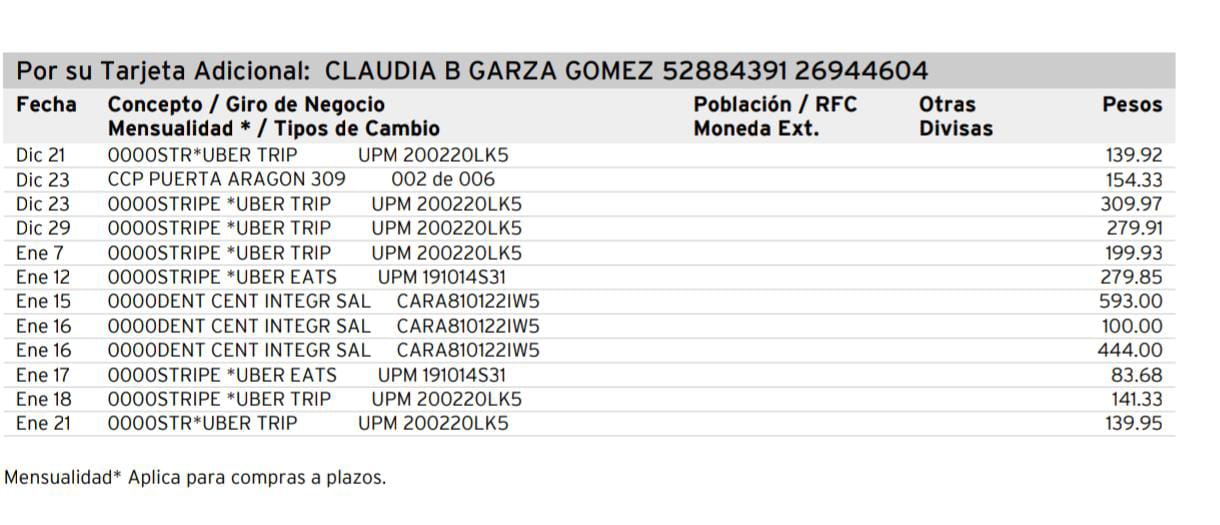 Por su Tarjeta Adicional: CLAUDIA B GARZA GOMEZ 52884391 26944604
Fecha Concepto / Giro de Negocio Población / RFC Otras Pesos
Mensualidad * / Tipos de Cambio Moneda Ext. Divisas
Dic 21 0000STR*UBER TRIP UPM 200220LK5 139.92
Dic 23 CCP PUERTA ARAGON 309 002 de 006 154.33
Dic 23 0000STRIPE *UBER TRIP UPM 200220LK5 309.97
Dic 29 0000STRIPE *UBER TRIP UPM 200220LK5 279.91
Ene 7 0000STRIPE *UBER TRIP UPM 200220LK5 199.93
Ene 12 0000STRIPE *UBER EATS UPM 191014S31 279.85
Ene 15 0000DENT CENT INTEGR SAL CARA810122IW5 593.00
Ene 16 0000DENT CENT INTEGR SAL CARA810122IW5 100.00
Ene 16 0000DENT CENT INTEGR SAL CARA810122IW5 444.00
Ene 17 0000STRIPE *UBER EATS UPM 191014S31 83.68
Ene 18 0000STRIPE *UBER TRIP UPM 200220LK5 141.33
Ene 21 0000STR*UBER TRIP UPM 200220LK5 139.95
Mensualidad* Aplica para compras a plazos.